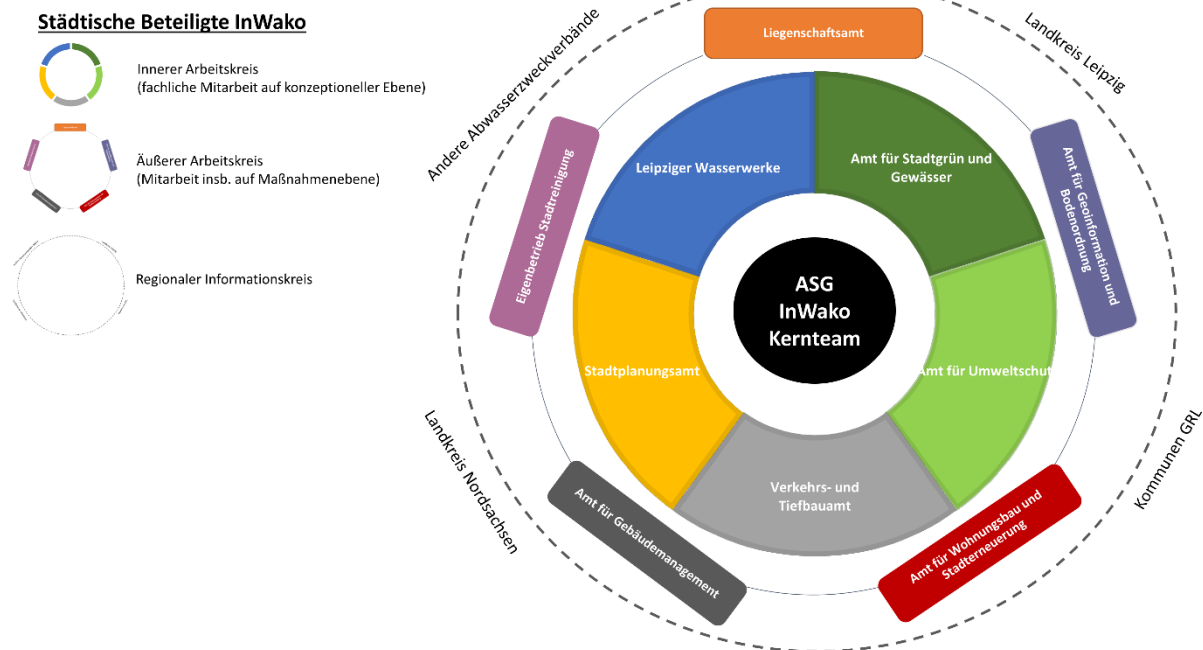 Städtische Beteiligte InWako
Innerer Arbeitskreis
(fachliche Mitarbeit auf konzeptioneller Ebene)
Äußerer Arbeitskreis
(Mitarbeit insb. auf Maßnahmenebene)
Regionaler Informationskreis
Andere Abwasserzweckverbände
Landkreis Leipzig
Liegenschaftsamt
Leipziger Wasserwerke
Amt für Stadtgrün und
Gewässer
Eigenbetrieb Stadtreinigung
Amt für Geoinformation und
Bodenordnung
ASG
InWako
Kernteam
Stadtplanungsamt
Amt für Umweltschut
Verkehrs- und
Tiefbauamt
Landkreis Nordsachsen
Kommunen GRL
Amt für Gebäudemanagement
Amt für Wohnungsbau und
Stadterneuerung